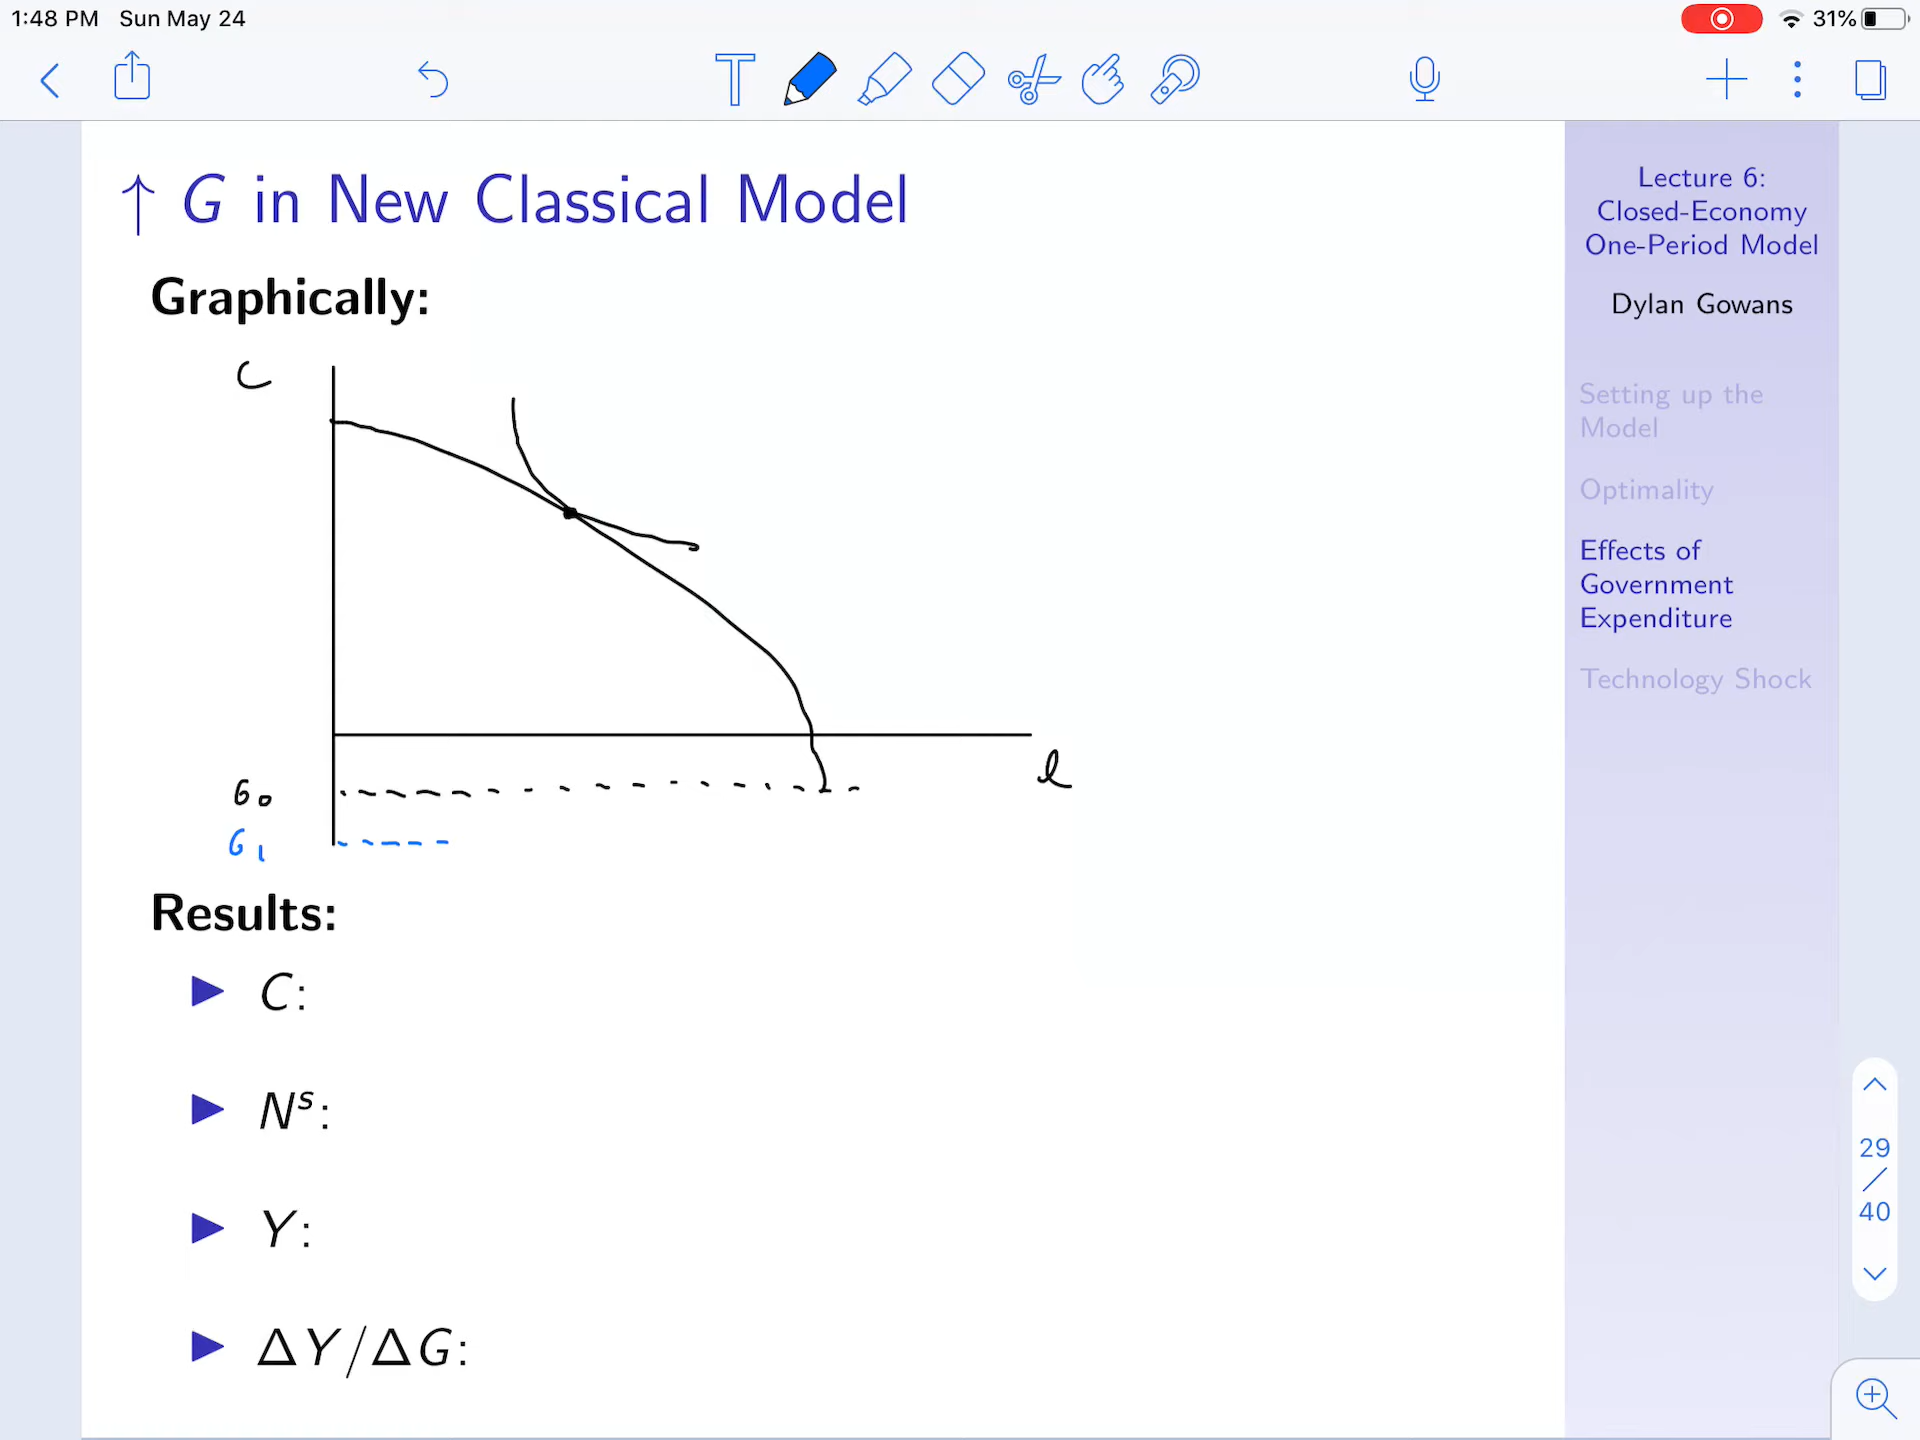 1:48 PM Sun May 24
31%
T
↑ G in New Classical Model
Graphically:
C
l
G₀
G₁
Results:
▶ C:
▶ Nˢ:
▶ Y:
▶ ΔY/ΔG:
Lecture 6:
Closed-Economy
One-Period Model
Dylan Gowans
Setting up the
Model
Optimality
Effects of
Government
Expenditure
Technology Shock
29
/
40